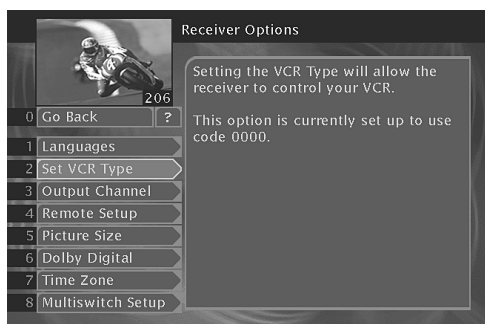 Receiver Options
206
0 Go Back ?
1 Languages
2 Set VCR Type
3 Output Channel
4 Remote Setup
5 Picture Size
6 Dolby Digital
7 Time Zone
8 Multiswitch Setup
Setting the VCR Type will allow the
receiver to control your VCR.
This option is currently set up to use
code 0000.